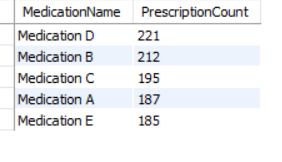 MedicationName PrescriptionCount
Medication D 221
Medication B 212
Medication C 195
Medication A 187
Medication E 185